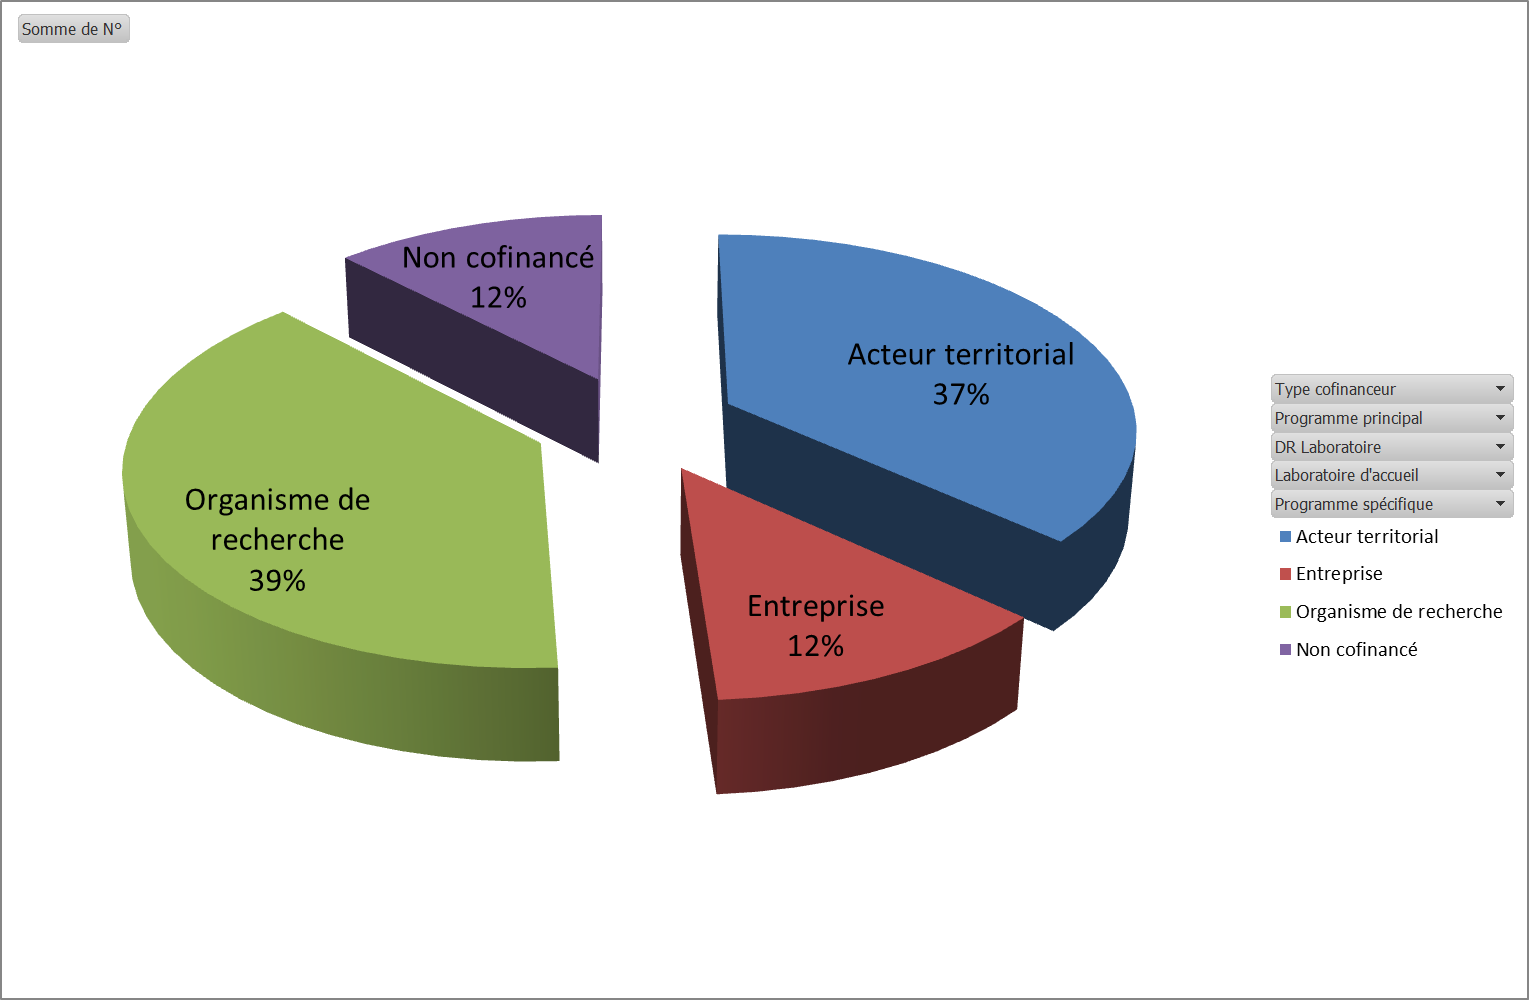 Somme de N°
Non cofinancé
12%
Acteur territorial
37%
Organisme de
recherche
39%
Entreprise
12%
Type cofinanceur
Programme principal
DR Laboratoire
Laboratoire d'accueil
Programme spécifique
Acteur territorial
Entreprise
Organisme de recherche
Non cofinancé